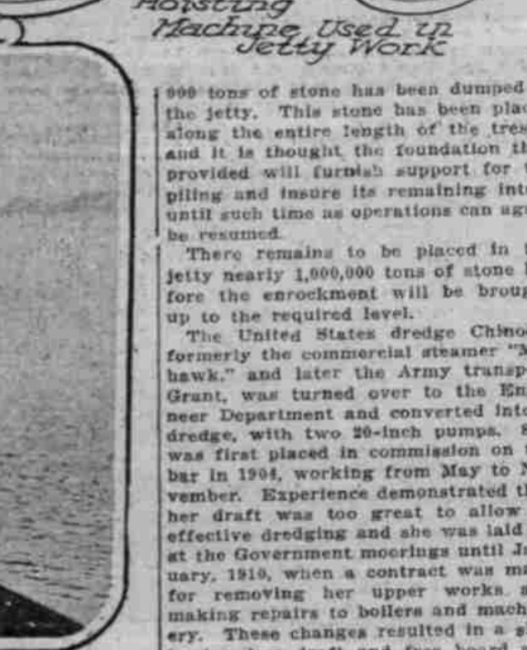 Hoisting
Machine Used in
Jetty Work
000 tons of stone has been dumped
the jetty. This stone has been plac
along the entire length of the tres
and it is thought the foundation th
provided will furnish support for t
piling and insure its remaining inta
until such time as operations can aga
be resumed.
There remains to be placed in t
jetty nearly 1,000,000 tons of stone
fore the enrockment will be broug
up to the required level.
The United States dredge Chinoo
formerly the commercial steamer "M
hawk," and later the Army transp
Grant, was turned over to the En
neer Department and converted into
dredge, with two 20-inch pumps. S
was first placed in commission on t
bar in 1904, working from May to N
vember. Experience demonstrated th
her draft was too great to allow
effective dredging and she was laid
at the Government moorings until Ja
uary, 1910, when a contract was ma
for removing her upper works a
making repairs to boilers and mach
ery. These changes resulted in a s